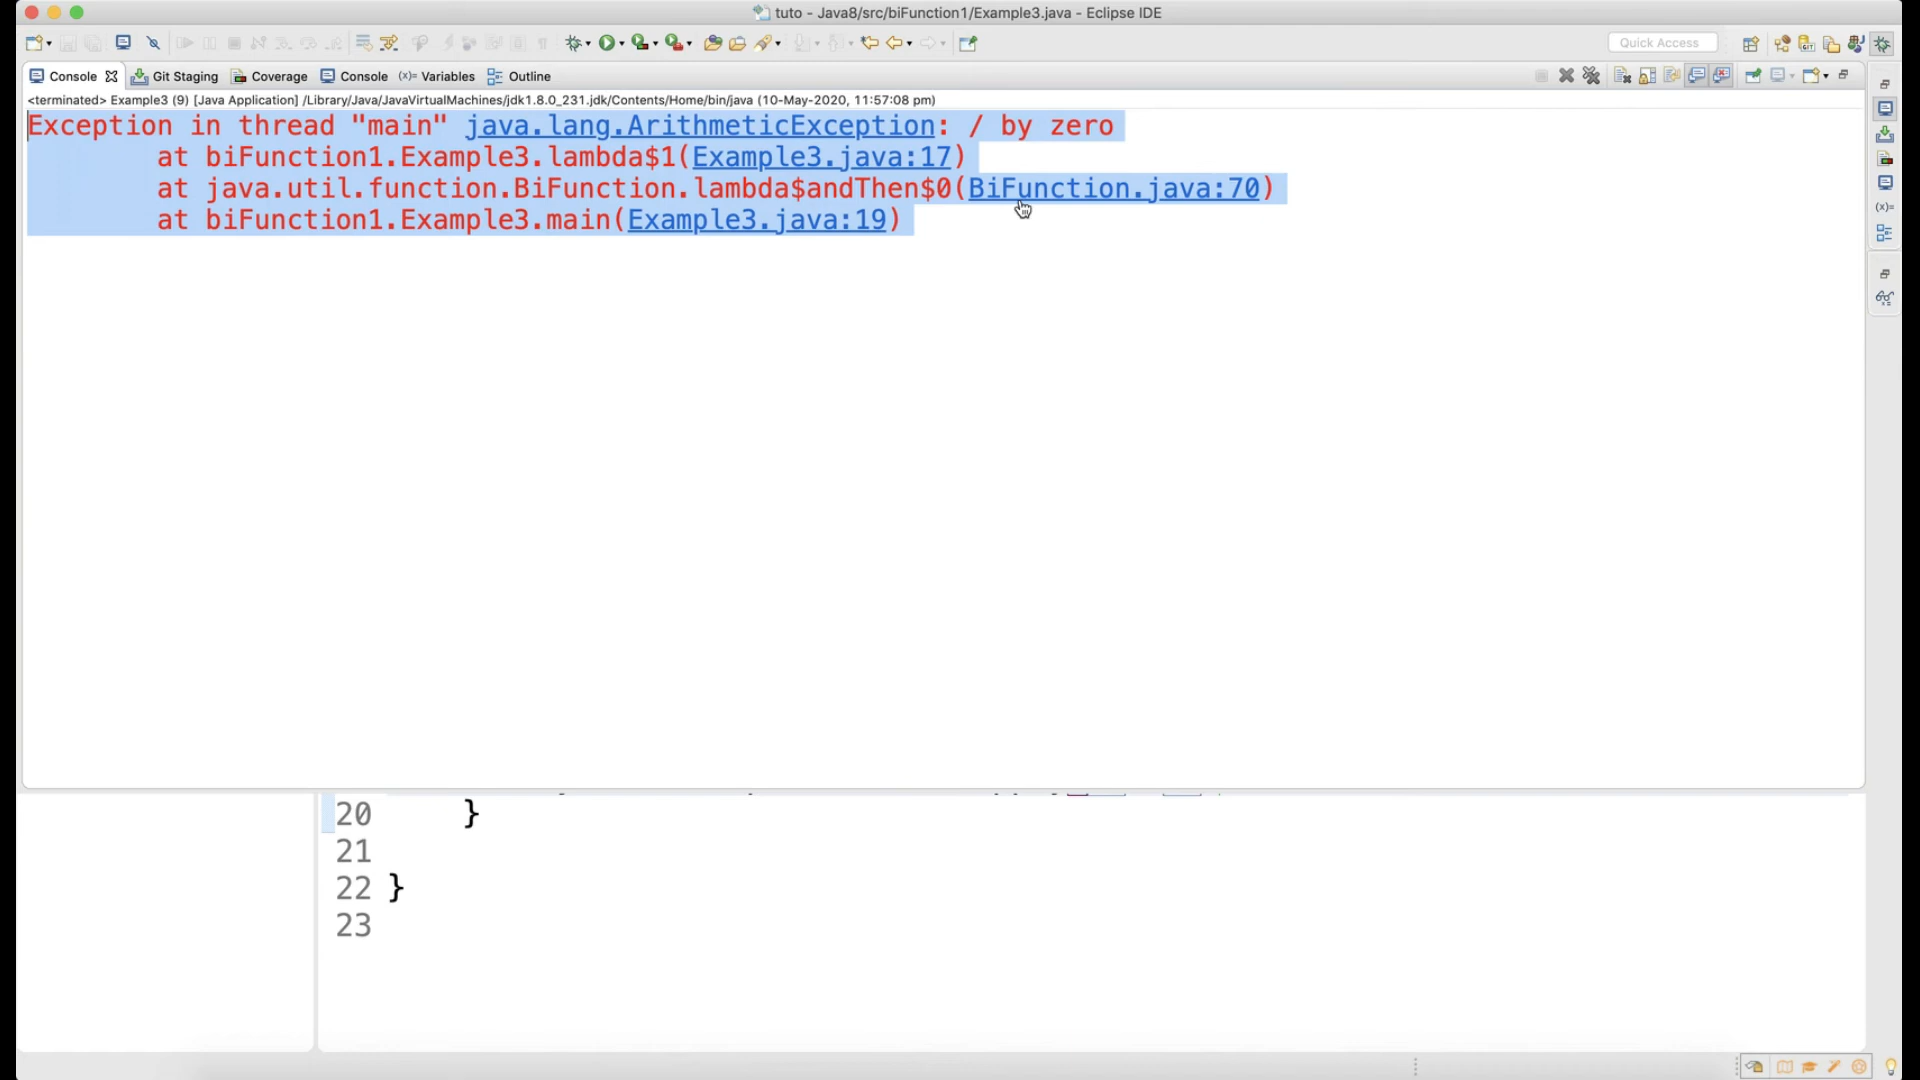 tuto - Java8/src/biFunction1/Example3.java - Eclipse IDE
Quick Access
Console Git Staging Coverage Console (x)= Variables Outline
<terminated> Example3 (9) [Java Application] /Library/Java/JavaVirtualMachines/jdk1.8.0_231.jdk/Contents/Home/bin/java (10-May-2020, 11:57:08 pm)
Exception in thread "main" java.lang.ArithmeticException: / by zero
at biFunction1.Example3.lambda$1(Example3.java:17)
at java.util.function.BiFunction.lambda$andThen$0(BiFunction.java:70)
at biFunction1.Example3.main(Example3.java:19)
(x)=
20 }
21
22 }
23